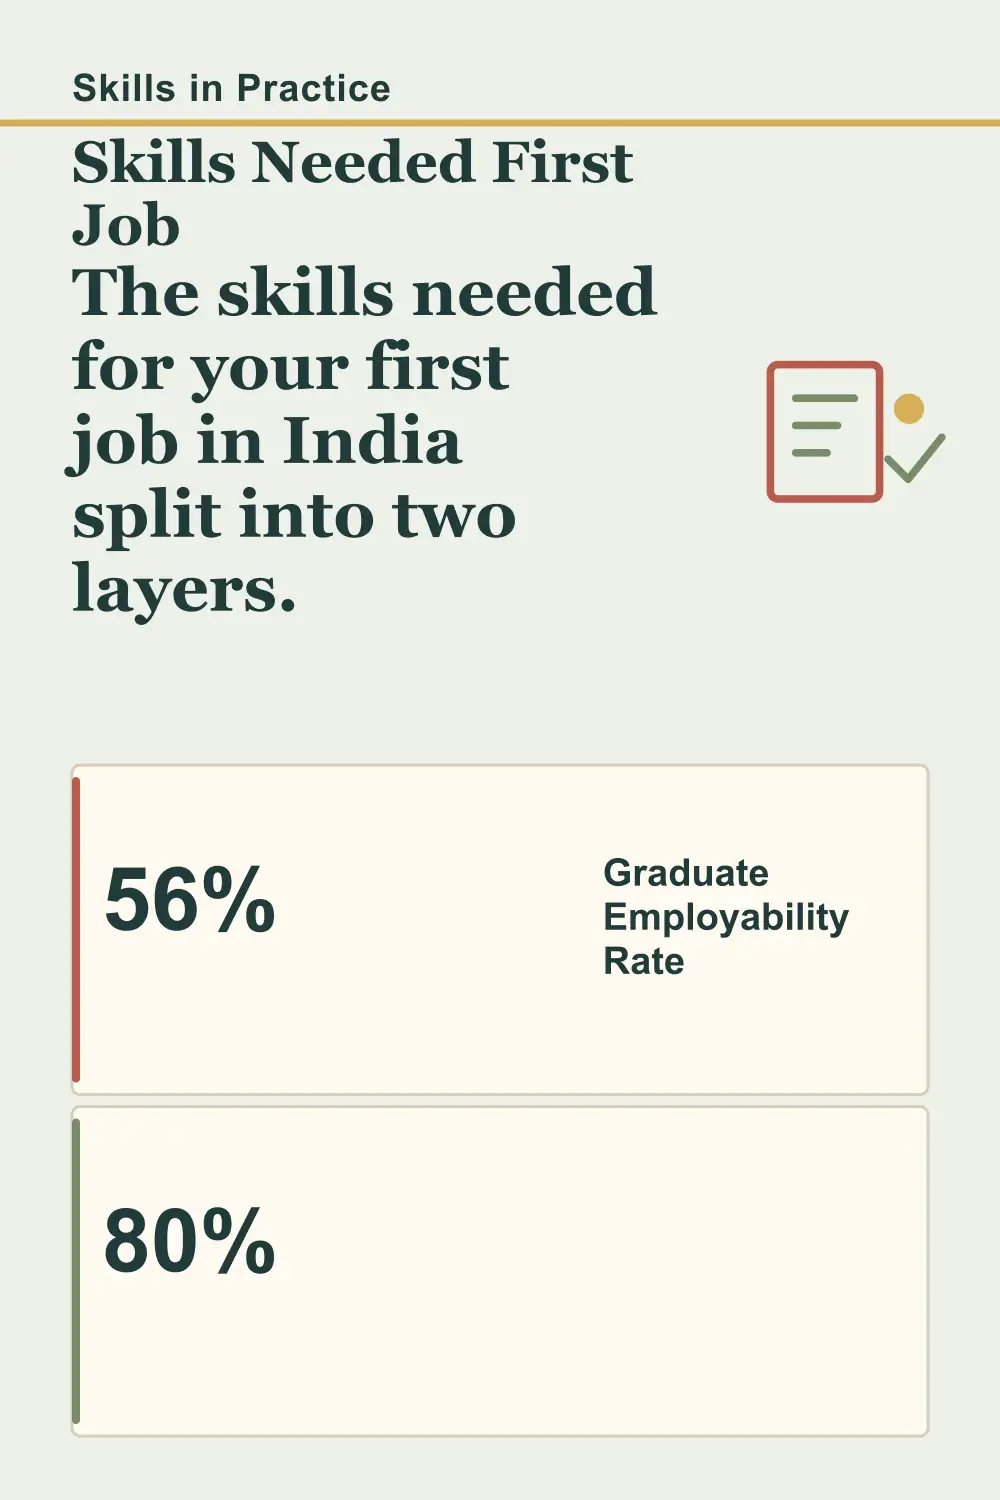 Skills in Practice
Skills Needed First
Job
The skills needed
for your first
job in India
split into two
layers.
56%
Graduate
Employability
Rate
80%